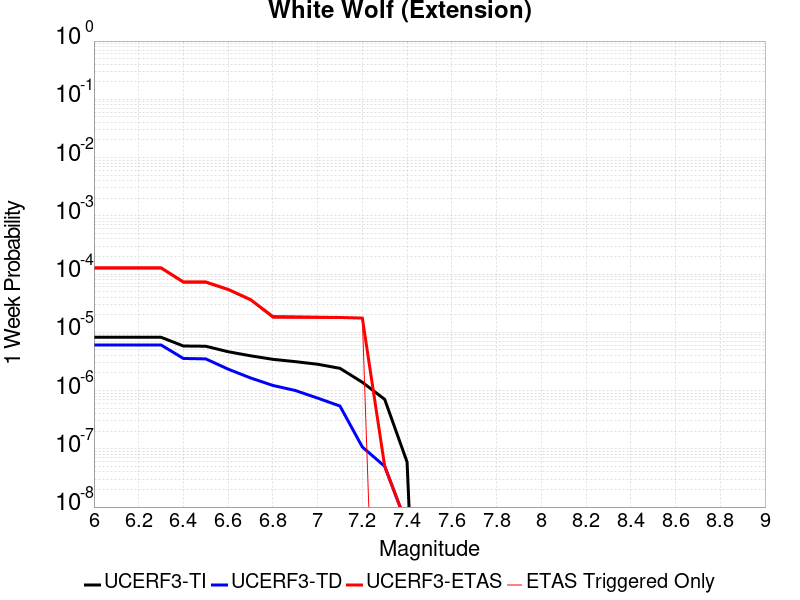 White Wolf (Extension)
10^0
10^-1
10^-2
10^-3
10^-4
10^-5
10^-6
10^-7
10^-8
1 Week Probability
6 6.2 6.4 6.6 6.8 7 7.2 7.4 7.6 7.8 8 8.2 8.4 8.6 8.8 9
Magnitude
UCERF3-TI UCERF3-TD UCERF3-ETAS ETAS Triggered Only